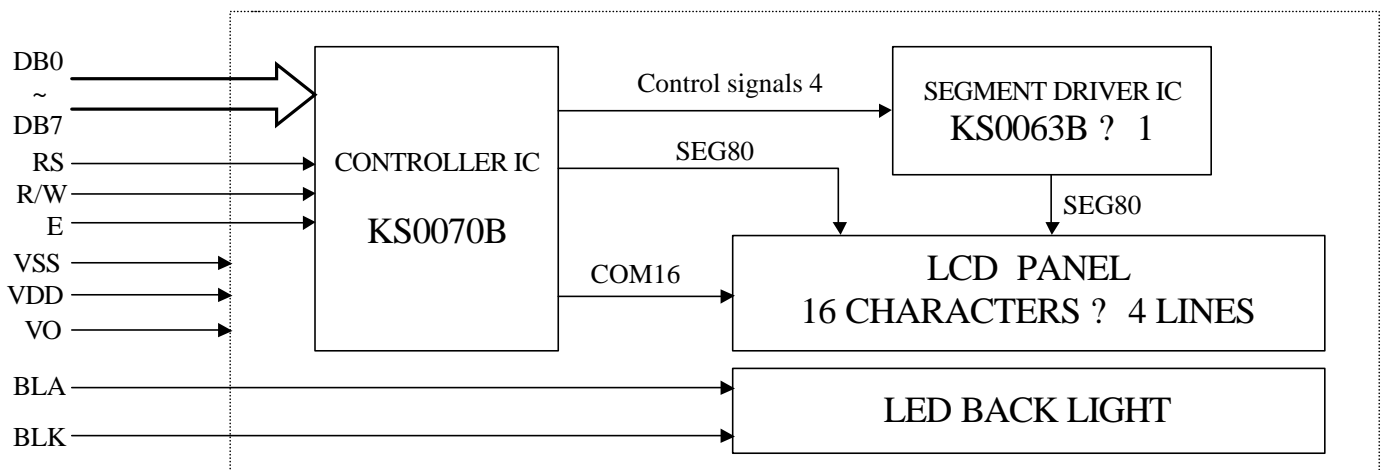 DB0
~
DB7
RS
R/W
E
VSS
VDD
VO
BLA
BLK
CONTROLLER IC
KS0070B
Control signals 4
SEG80
COM16
SEGMENT DRIVER IC
KS0063B ? 1
SEG80
LCD PANEL
16 CHARACTERS ? 4 LINES
LED BACK LIGHT